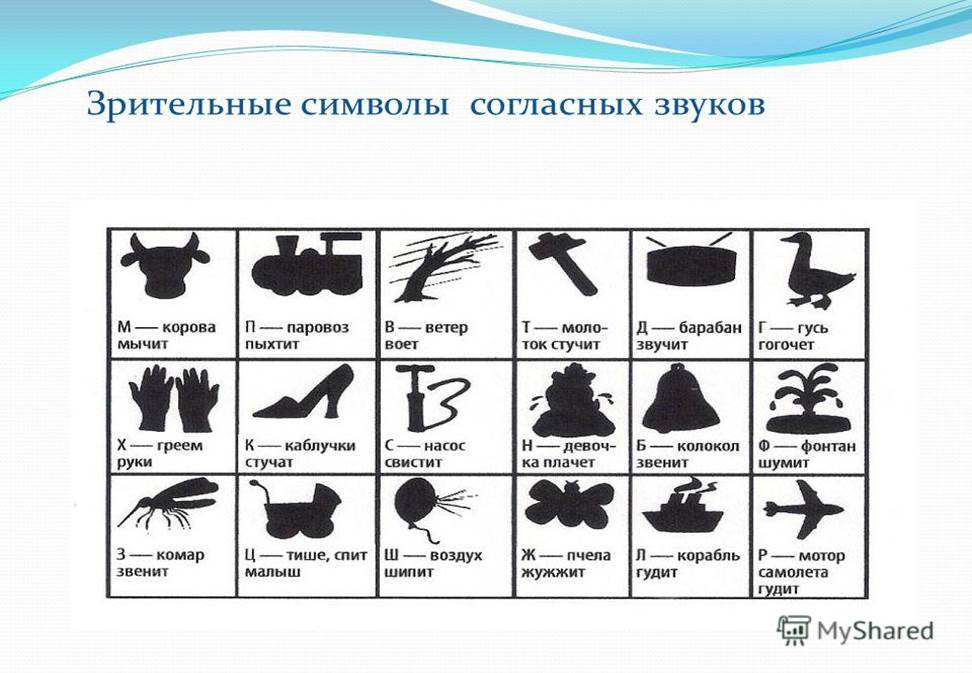 Зрительные символы согласных звуков
М — корова
мычит
П — паровоз
пыхтит
В — ветер
воет
Т — моло-
ток стучит
Д — барабан
звучит
Г — гусь
гогочет
Х — греем
руки
К — каблучки
стучат
С — насос
свистит
Н — девоч-
ка плачет
Б — колокол
звенит
Ф — фонтан
шумит
З — комар
звенит
Ц — тише, спит
малыш
Ш — воздух
шипит
Ж — пчела
жужжит
Л — корабль
гудит
Р — мотор
самолета
гудит
MyShared